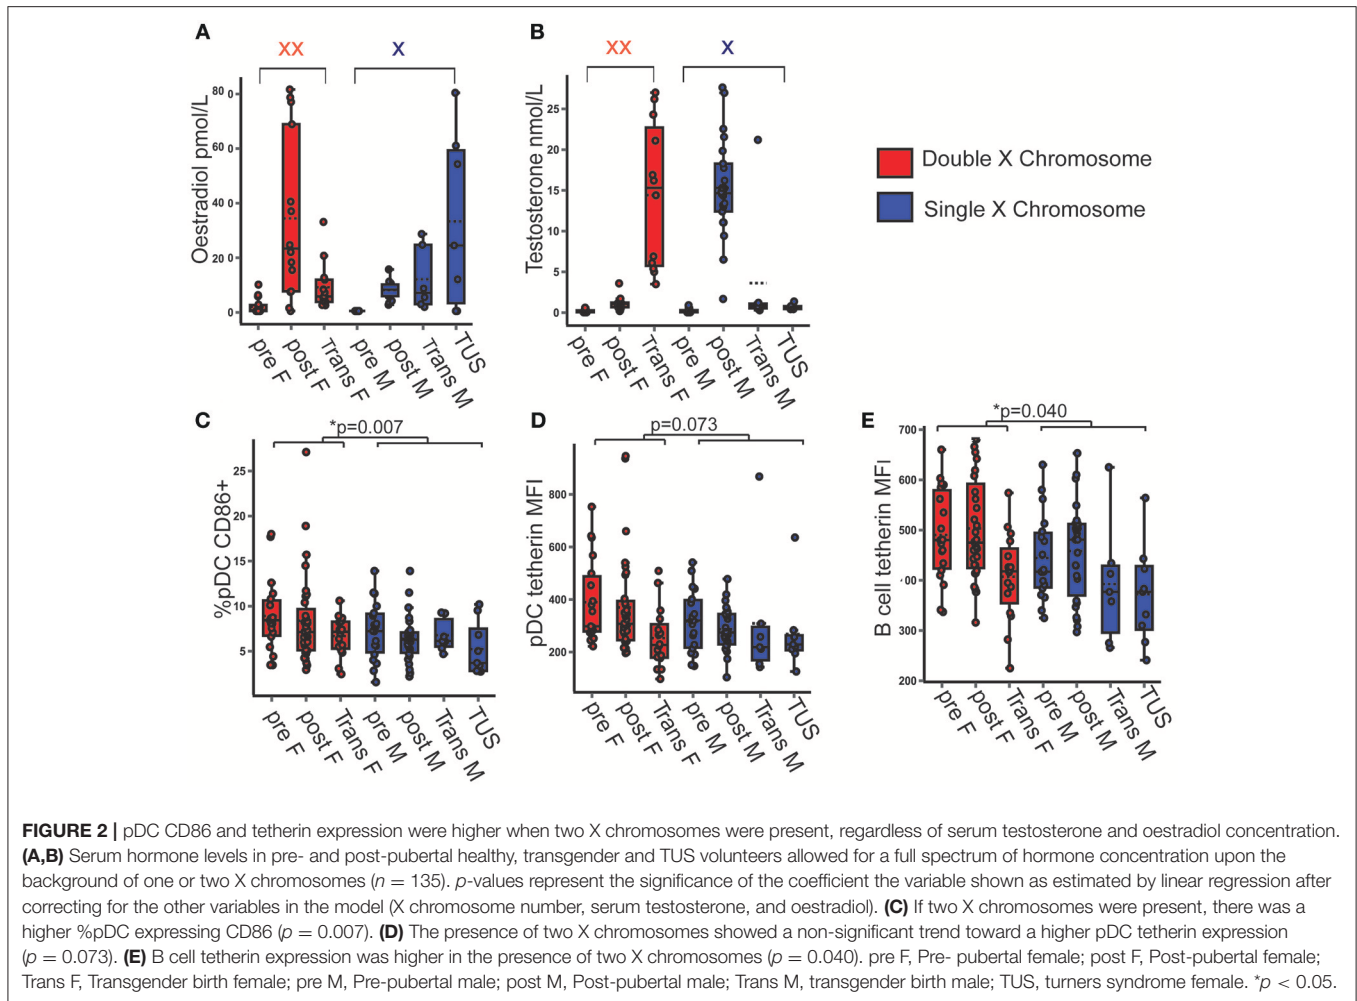 A
XX
X
Oestradiol pmol/L
80 0
60 0
40 0
20 0
0
pre F
post F
Trans F
pre M
post M
Trans M
TUS
B
XX
X
Testosterone nmol/L
25
20
15
10
5
0
pre F
post F
Trans F
pre M
post M
Trans M
TUS
Double X Chromosome
Single X Chromosome
C
*p=0.007
%pDC CD86+
25
20
15
10
5
pre F
post F
Trans F
pre M
post M
Trans M
TUS
D
p=0.073
pDC tetherin MFI
800
600
400
200
pre F
post F
Trans F
pre M
post M
Trans M
TUS
E
*p=0.040
B cell tetherin MFI
700
600
500
00
300
200
pre F
post F
Trans F
pre M
post M
Trans M
TUS
FIGURE 2 | pDC CD86 and tetherin expression were higher when two X chromosomes were present, regardless of serum testosterone and oestradiol concentration.
(A,B) Serum hormone levels in pre- and post-pubertal healthy, transgender and TUS volunteers allowed for a full spectrum of hormone concentration upon the
background of one or two X chromosomes (n = 135). p-values represent the significance of the coefficient the variable shown as estimated by linear regression after
correcting for the other variables in the model (X chromosome number, serum testosterone, and oestradiol). (C) If two X chromosomes were present, there was a
higher %pDC expressing CD86 (p = 0.007). (D) The presence of two X chromosomes showed a non-significant trend toward a higher pDC tetherin expression
(p = 0.073). (E) B cell tetherin expression was higher in the presence of two X chromosomes (p = 0.040). pre F, Pre- pubertal female; post F, Post-pubertal female;
Trans F, Transgender birth female; pre M, Pre-pubertal male; post M, Post-pubertal male; Trans M, transgender birth male; TUS, turners syndrome female. *p < 0.05.